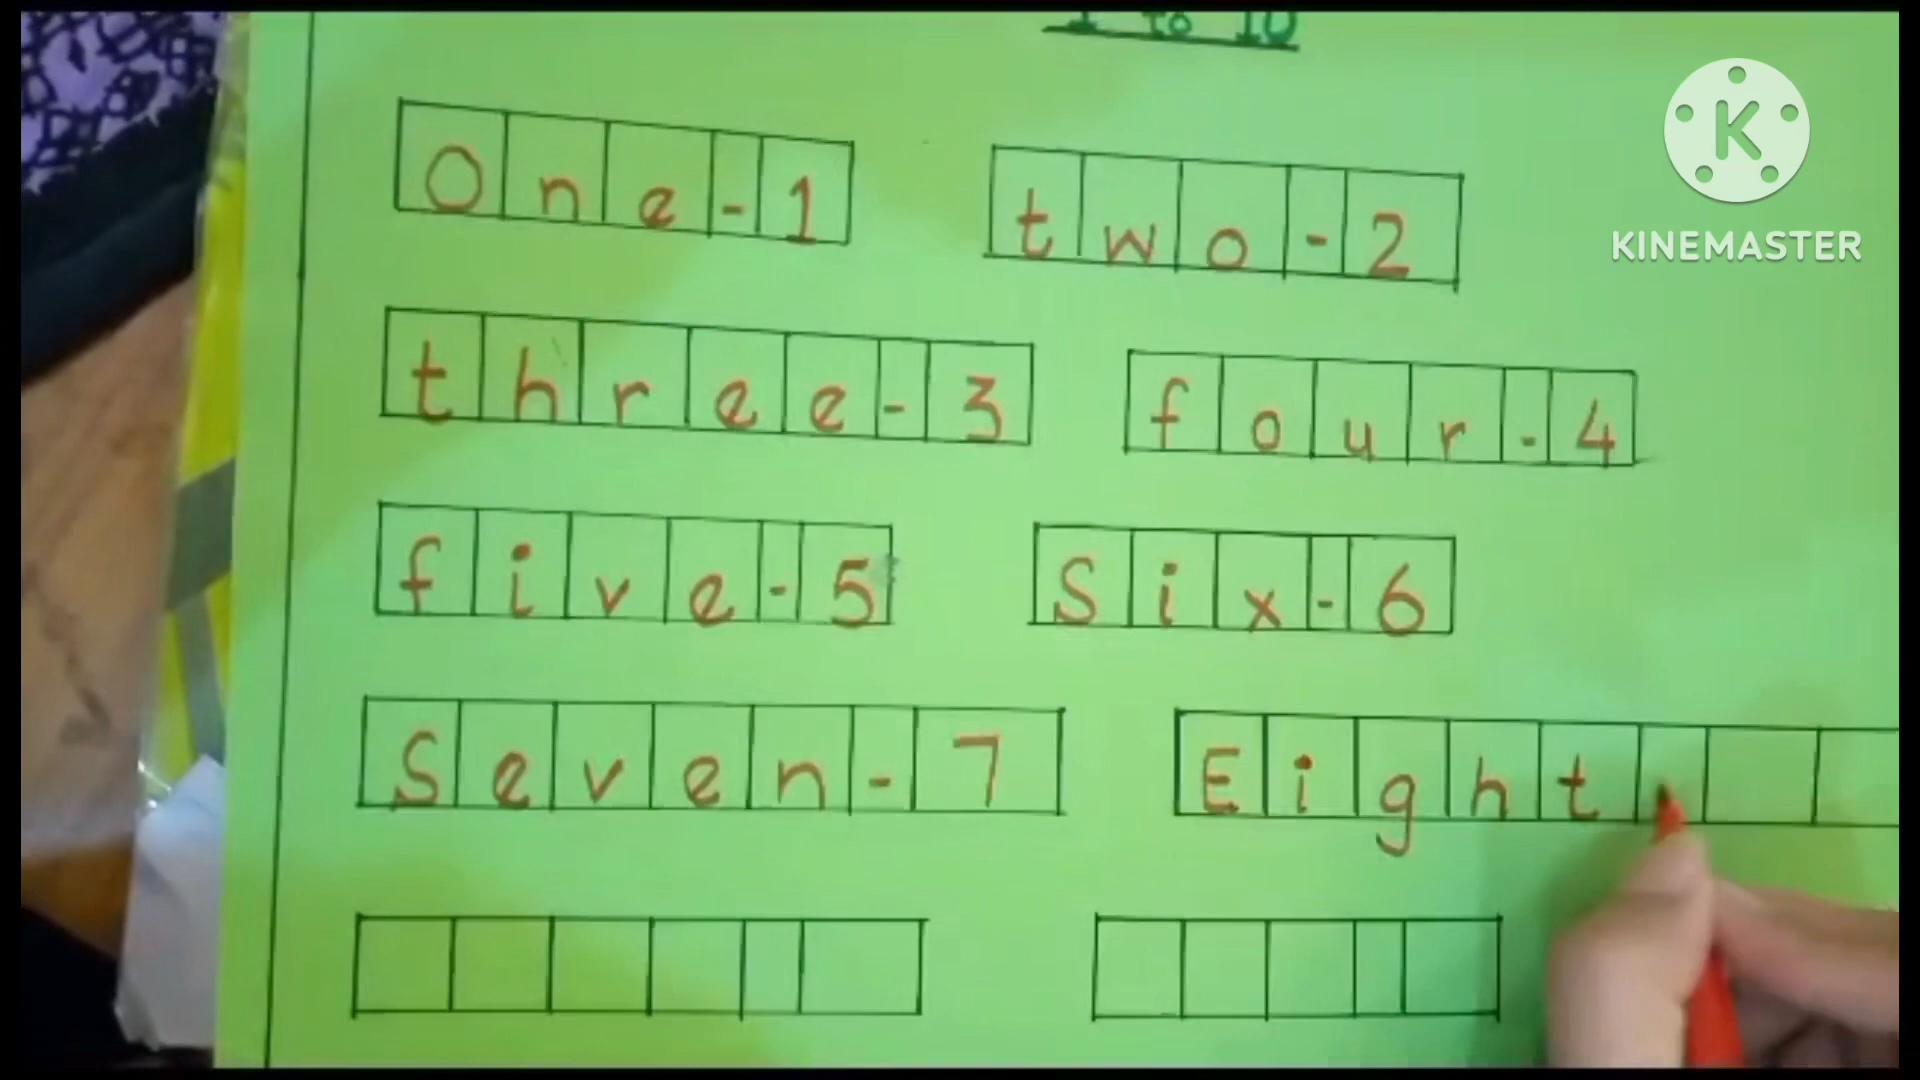 1 to 10
One-1 two-2
three-3 four-4
five-5 Six-6
Seven-7 Eight
K
KINEMASTER